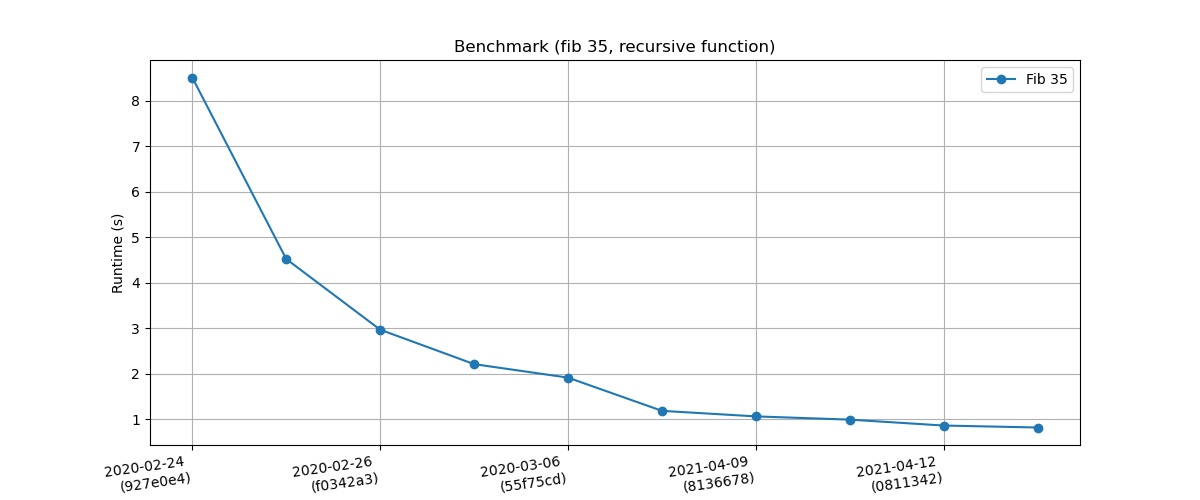 Benchmark (fib 35, recursive function)
Fib 35
Runtime (s)
8
7
6
5
4
3
2
1
2020-02-24
(927e0e4)
2020-02-26
(f0342a3)
2020-03-06
(55f75cd)
2021-04-09
(8136678)
2021-04-12
(0811342)